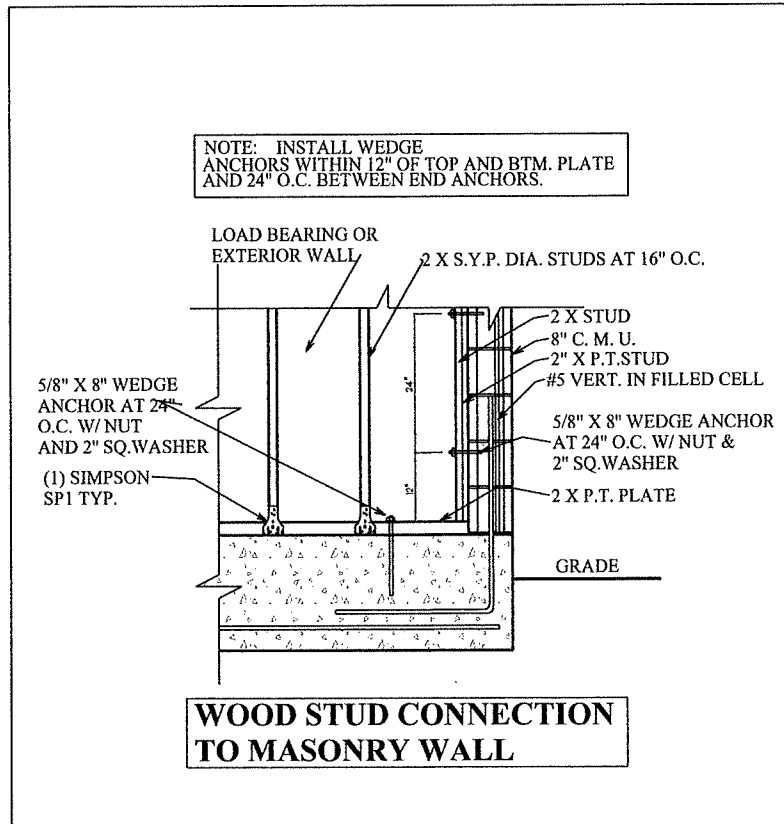 NOTE: INSTALL WEDGE
ANCHORS WITHIN 12" OF TOP AND BTM. PLATE
AND 24" O.C. BETWEEN END ANCHORS.
LOAD BEARING OR
EXTERIOR WALL
2 X S.Y.P. DIA. STUDS AT 16" O.C.
2 X STUD
8" C. M. U.
2" X P.T.STUD
#5 VERT. IN FILLED CELL
5/8" X 8" WEDGE
ANCHOR AT 24"
O.C. W/ NUT
AND 2" SQ.WASHER
(1) SIMPSON
SP1 TYP.
24"
12"
5/8" X 8" WEDGE ANCHOR
AT 24" O.C. W/ NUT &
2" SQ.WASHER
2 X P.T. PLATE
GRADE
WOOD STUD CONNECTION
TO MASONRY WALL